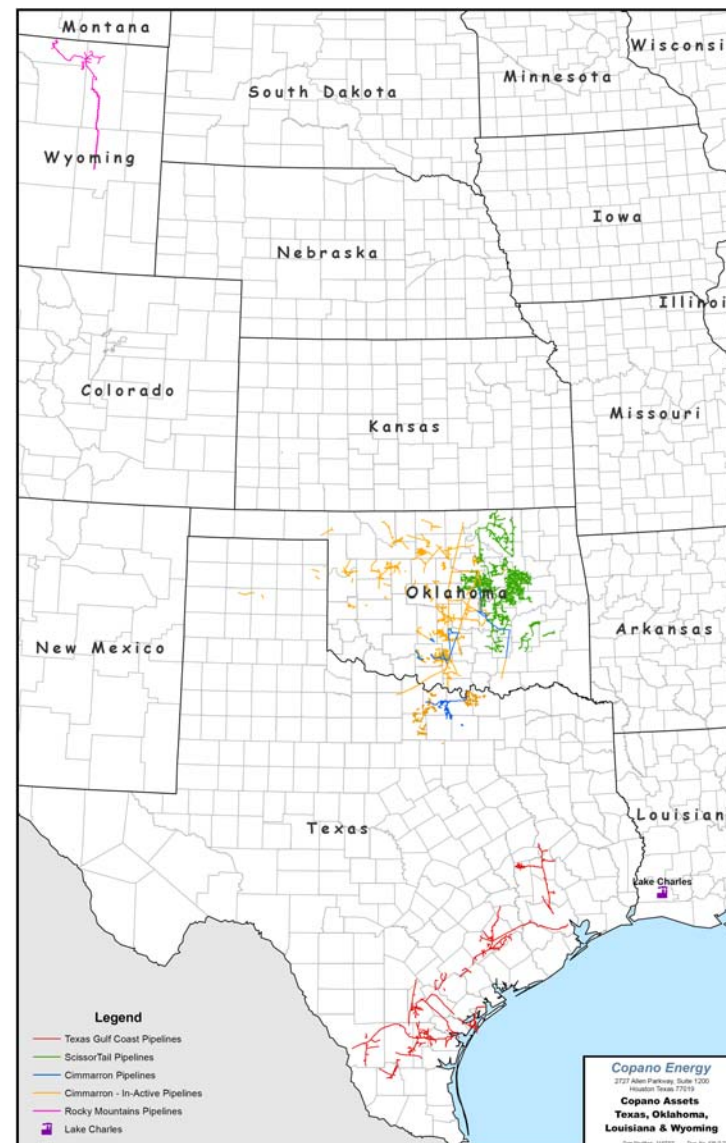 Montana
Wisconsi
Minnesota
South Dakota
Wyoming
Iowa
Nebraska
Illinoi
Colorado
Kansas
Missouri
Oklahoma
Arkansas
New Mexico
Louisian
Texas
Lake Charles
Legend
Texas Gulf Coast Pipelines
ScissorTail Pipelines
Cimmarron Pipelines
Cimmarron - In-Active Pipelines
Rocky Mountains Pipelines
Lake Charles
Copano Energy
2727 Allen Parkway, Suite 1200
Houston Texas 77019
Copano Assets
Texas, Oklahoma,
Louisiana & Wyoming